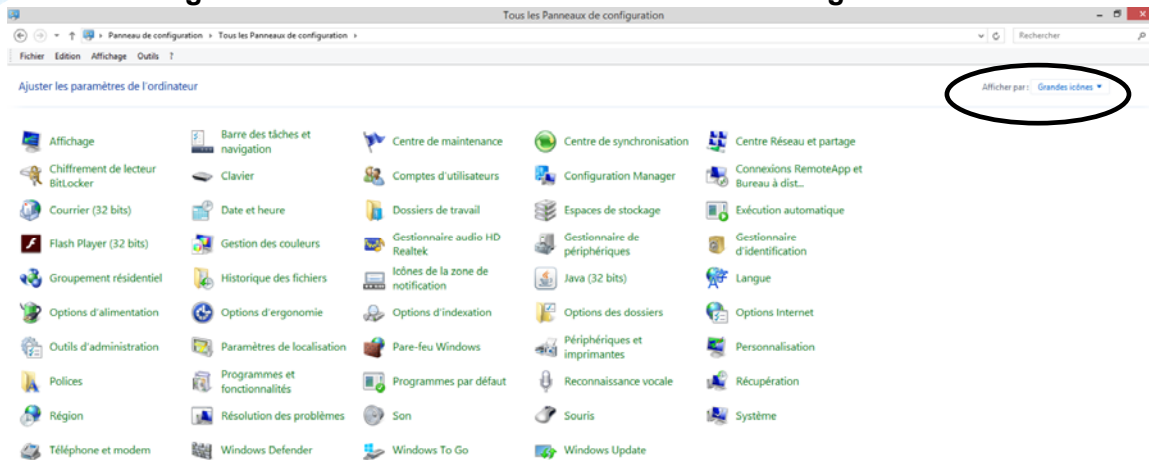 Tous les Panneaux de configuration
Panneau de configuration Tous les Panneaux de configuration
Rechercher
Fichier Edition Affichage Outils ?
Ajuster les paramètres de l'ordinateur
Afficher par : Grandes icônes
Affichage
Barre des tâches et
navigation
Centre de maintenance
Centre de synchronisation
Centre Réseau et partage
Chiffrement de lecteur
BitLocker
Clavier
Comptes d'utilisateurs
Configuration Manager
Connexions RemoteApp et
Bureau à dist...
Courrier (32 bits)
Date et heure
Dossiers de travail
Espaces de stockage
Exécution automatique
Flash Player (32 bits)
Gestion des couleurs
Gestionnaire audio HD
Realtek
Gestionnaire de
périphériques
Gestionnaire
d'identification
Groupement résidentiel
Historique des fichiers
Icônes de la zone de
notification
Java (32 bits)
Langue
Options d'alimentation
Options d'ergonomie
Options d'indexation
Options des dossiers
Options Internet
Outils d'administration
Paramètres de localisation
Pare-feu Windows
Périphériques et
imprimantes
Personnalisation
Polices
Programmes et
fonctionnalités
Programmes par défaut
Reconnaissance vocale
Récupération
Région
Résolution des problèmes
Son
Souris
Système
Téléphone et modem
Windows Defender
Windows To Go
Windows Update